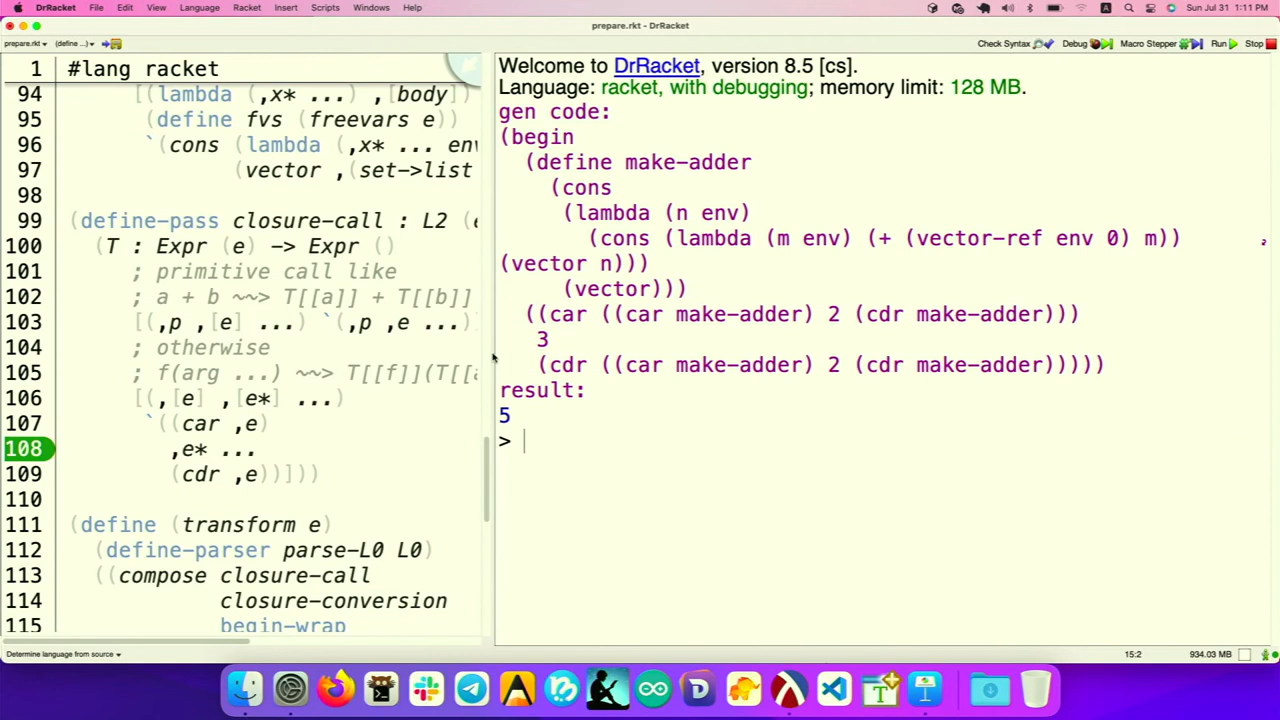 DrRacket File Edit View Language Racket Insert Scripts Windows Help Sun Jul 31 1:11 PM
prepare.rkt - DrRacket
prepare.rkt (define ...) Check Syntax Debug Macro Stepper Run Stop
1 #lang racket
94 [(lambda (,x* ...) ,[body])
95 (define fvs (freevars e))
96 `(cons (lambda (,x* ... env
97 (vector ,(set->list
98
99 (define-pass closure-call : L2 (e
100 (T : Expr (e) -> Expr ()
101 ; primitive call like
102 ; a + b ~~> T[[a]] + T[[b]]
103 [(,p ,[e] ...) `(,p ,e ...)]
104 ; otherwise
105 ; f(arg ...) ~~> T[[f]](T[[a
106 [(,[e] ,[e*] ...)
107 `((car ,e)
108 ,e* ...
109 (cdr ,e))]))
110
111 (define (transform e)
112 (define-parser parse-L0 L0)
113 ((compose closure-call
114 closure-conversion
115 begin-wrap
Welcome to DrRacket, version 8.5 [cs].
Language: racket, with debugging; memory limit: 128 MB.
gen code:
(begin
(define make-adder
(cons
(lambda (n env)
(cons (lambda (m env) (+ (vector-ref env 0) m))
(vector n)))
(vector)))
((car ((car make-adder) 2 (cdr make-adder)))
3
(cdr ((car make-adder) 2 (cdr make-adder)))))
result:
5
>
Determine language from source 15:2 934.03 MB